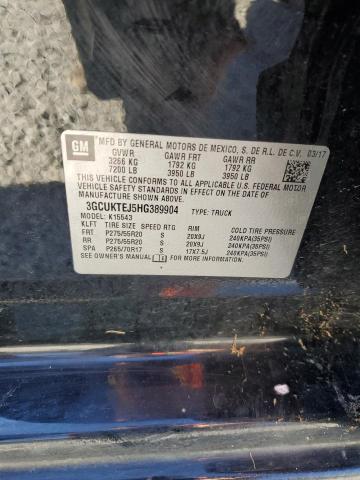 GM
MFD BY GENERAL MOTORS DE MEXICO, S. DE R.L. DE C.V. 03/17
GVWR GAWR FRT GAWR RR
3266 KG 1792 KG 1792 KG
7200 LB 3950 LB 3950 LB
THIS VEHICLE CONFORMS TO ALL APPLICABLE U.S. FEDERAL MOTOR
VEHICLE SAFETY STANDARDS IN EFFECT ON THE
DATE OF MANUFACTURE SHOWN ABOVE.
3GCUKTEJ5HG389904 TYPE: TRUCK
MODEL: K15543
KLFT TIRE SIZE SPEED RTG RIM COLD TIRE PRESSURE
FRT P275/55R20 S 20X9J 240KPA(35PSI)
RR P275/55R20 S 20X9J 240KPA(35PSI)
SPA P265/70R17 S 17X7.5J 240KPA(35PSI)
SEE OWNER'S MANUAL